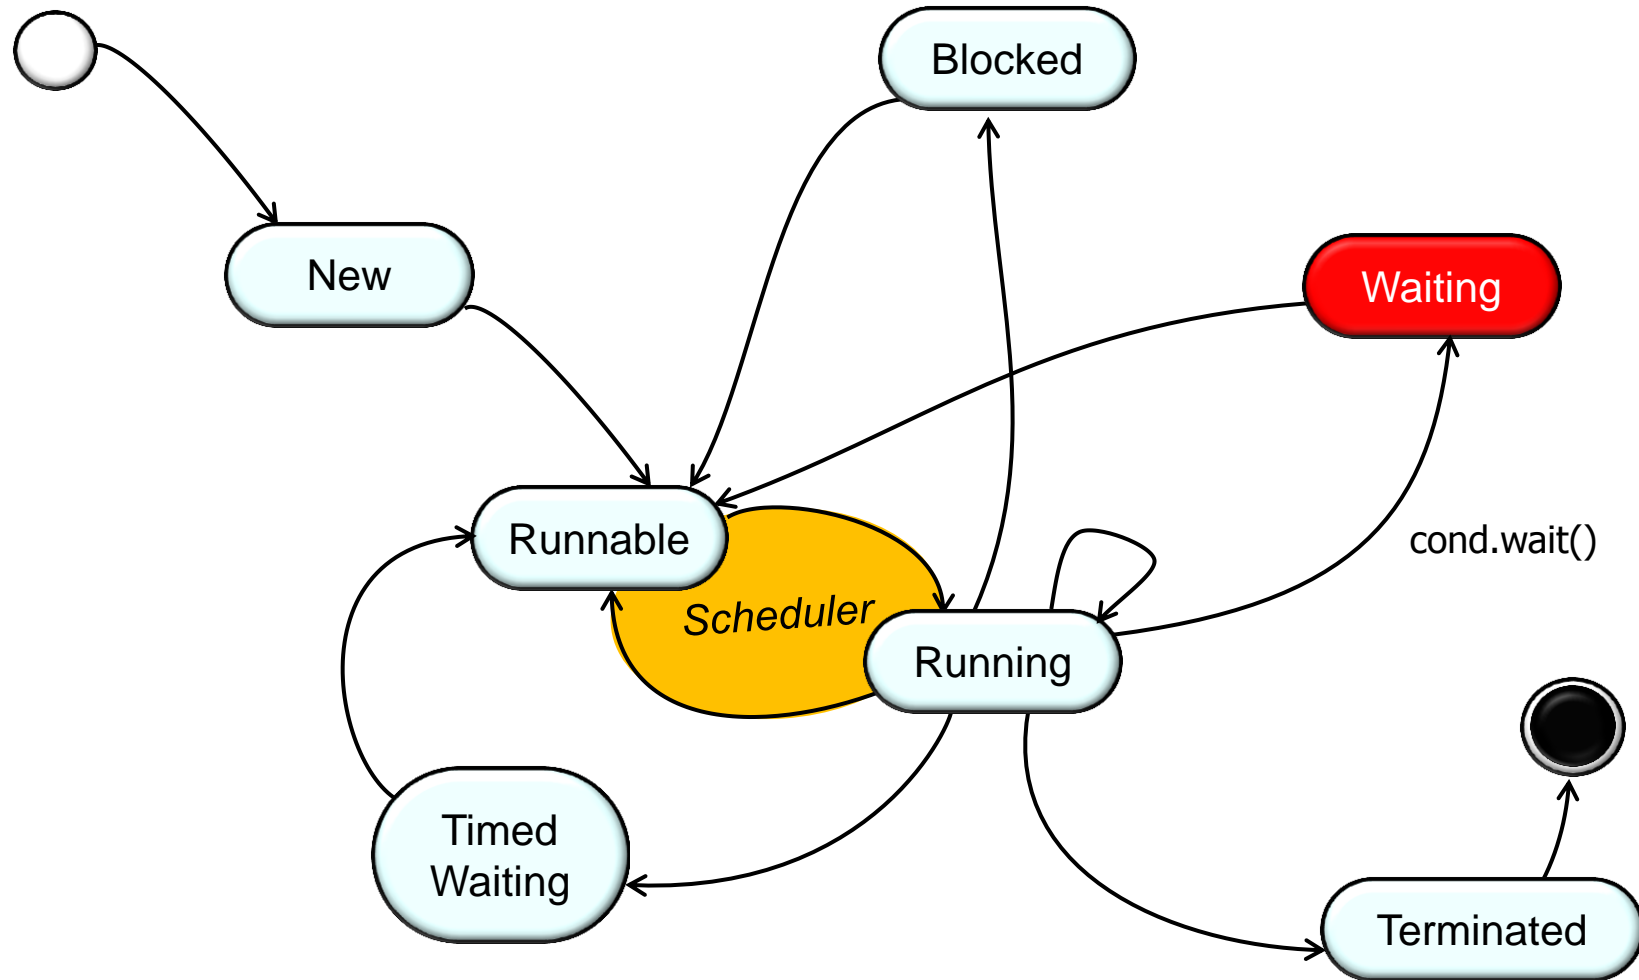 Blocked
New
Waiting
Runnable
cond.wait()
Scheduler
Running
Timed
Waiting
Terminated